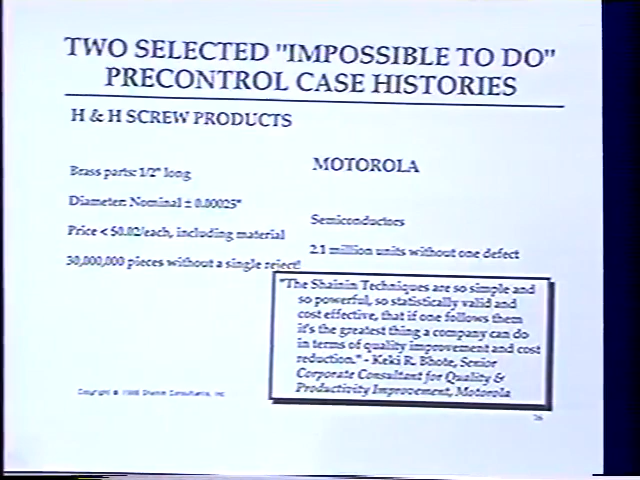 TWO SELECTED "IMPOSSIBLE TO DO"
PRECONTROL CASE HISTORIES
H & H SCREW PRODUCTS
Brass parts: 1/2" long
Diameter: Nominal ± 0.00025"
Price < $0.02/each, including material
30,000,000 pieces without a single reject!
MOTOROLA
Semiconductors
2.1 million units without one defect
"The Shainin Techniques are so simple and
so powerful, so statistically valid and
cost effective, that if one follows them
it's the greatest thing a company can do
in terms of quality improvement and cost
reduction." - Keki R. Bhote, Senior
Corporate Consultant for Quality &
Productivity Improvement, Motorola
Copyright © Shainin Consultants, Inc